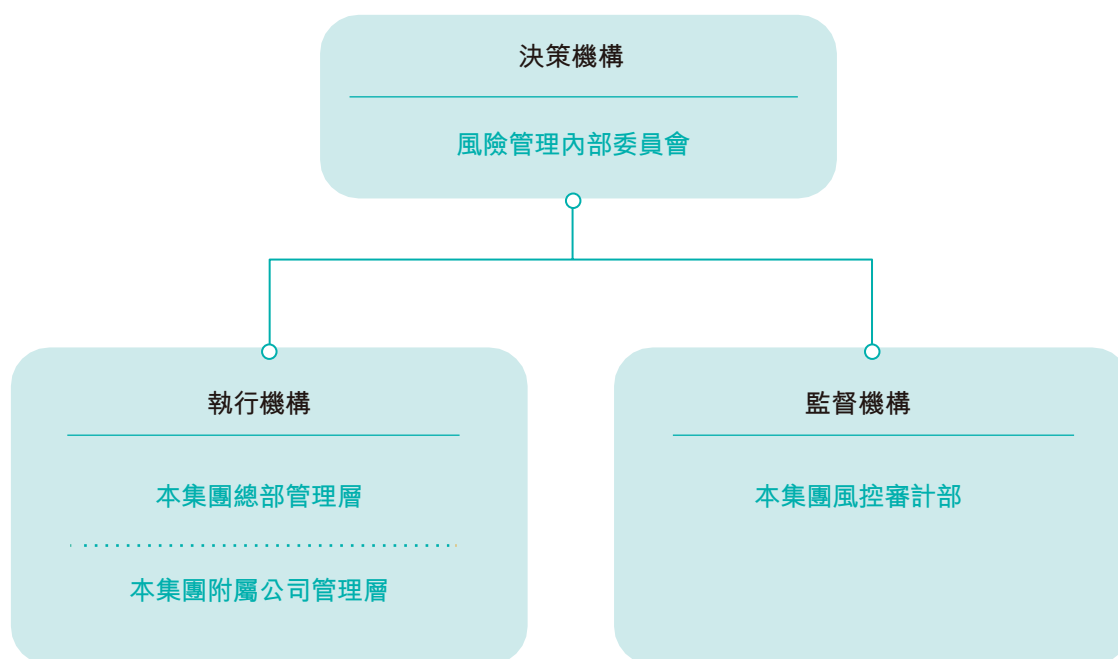 決策機構
風險管理內部委員會
執行機構
本集團總部管理層
本集團附屬公司管理層
監督機構
本集團風控審計部